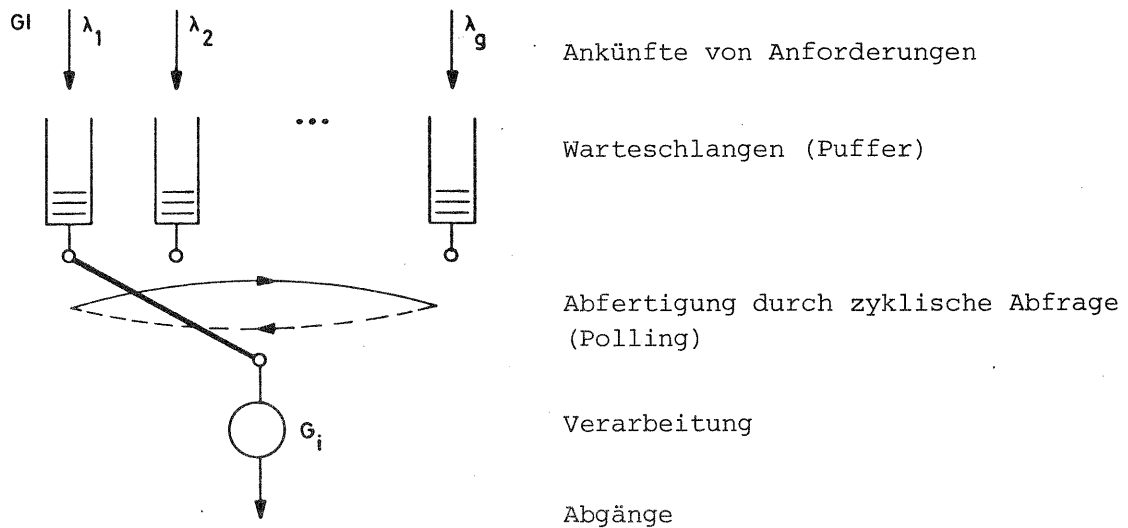 GI λ1 λ2 λg
Ankünfte von Anforderungen
...
Warteschlangen (Puffer)
Abfertigung durch zyklische Abfrage
(Polling)
Gi
Verarbeitung
Abgänge